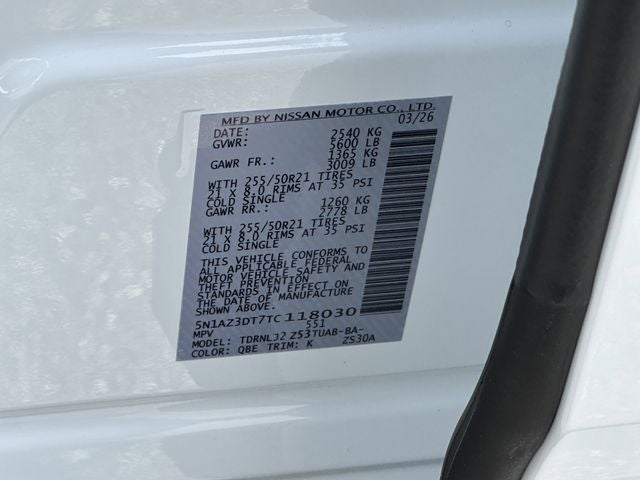 MFD BY NISSAN MOTOR CO., LTD.
DATE: 03/26
GVWR: 2540 KG
5600 LB
GAWR FR.: 1365 KG
3009 LB
WITH 255/50R21 TIRES
21 X 8.0 RIMS AT 35 PSI
COLD SINGLE
GAWR RR.: 1260 KG
2778 LB
WITH 255/50R21 TIRES
21 X 8.0 RIMS AT 35 PSI
COLD SINGLE
THIS VEHICLE CONFORMS TO
ALL APPLICABLE FEDERAL
MOTOR VEHICLE SAFETY AND
THEFT PREVENTION
STANDARDS IN EFFECT ON
THE DATE OF MANUFACTURE
SHOWN ABOVE.
5N1AZ3DT7TC118030
MPV 551
MODEL: TDRNLJ2 Z53TUAB-BA-
COLOR: QBE TRIM: K ZS30A